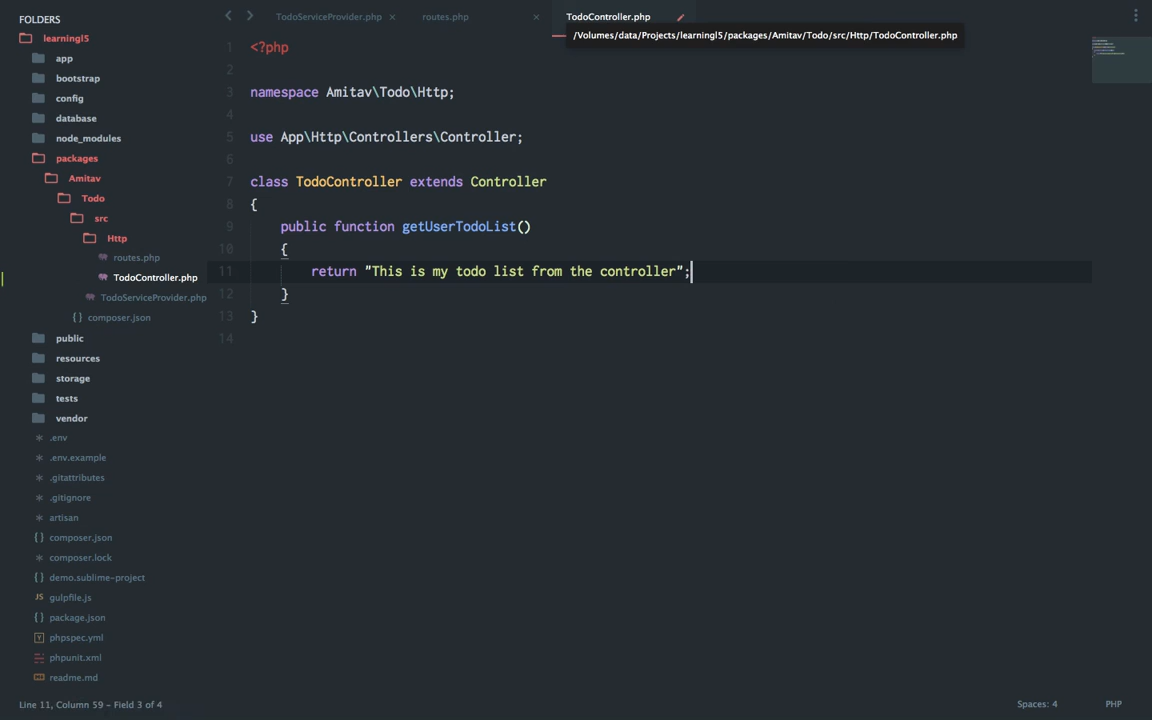 FOLDERS
learningl5
app
bootstrap
config
database
node_modules
packages
Amitav
Todo
src
Http
routes.php
TodoController.php
TodoServiceProvider.php
{} composer.json
public
resources
storage
tests
vendor
* .env
* .env.example
* .gitattributes
* .gitignore
* artisan
{} composer.json
* composer.lock
{} demo.sublime-project
JS gulpfile.js
{} package.json
Y phpspec.yml
phpunit.xml
readme.md
TodoServiceProvider.php ×
routes.php ×
TodoController.php
/Volumes/data/Projects/learningl5/packages/Amitav/Todo/src/Http/TodoController.php
1 <?php
2
3 namespace Amitav\Todo\Http;
4
5 use App\Http\Controllers\Controller;
6
7 class TodoController extends Controller
8 {
9 public function getUserTodoList()
10 {
11 return "This is my todo list from the controller";
12 }
13 }
14
Line 11, Column 59 – Field 3 of 4
Spaces: 4
PHP